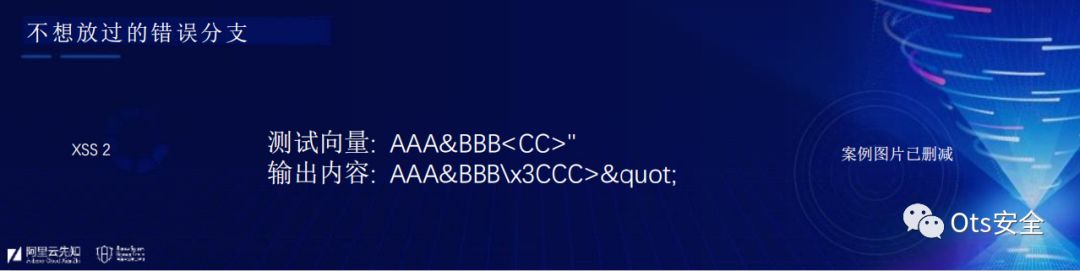 不想放过的错误分支
XSS 2
测试向量: AAA&BBB<CC>"
输出内容: AAA&BBB\x3CCC>&quot;
案例图片已删减
Ots安全
阿里云先知